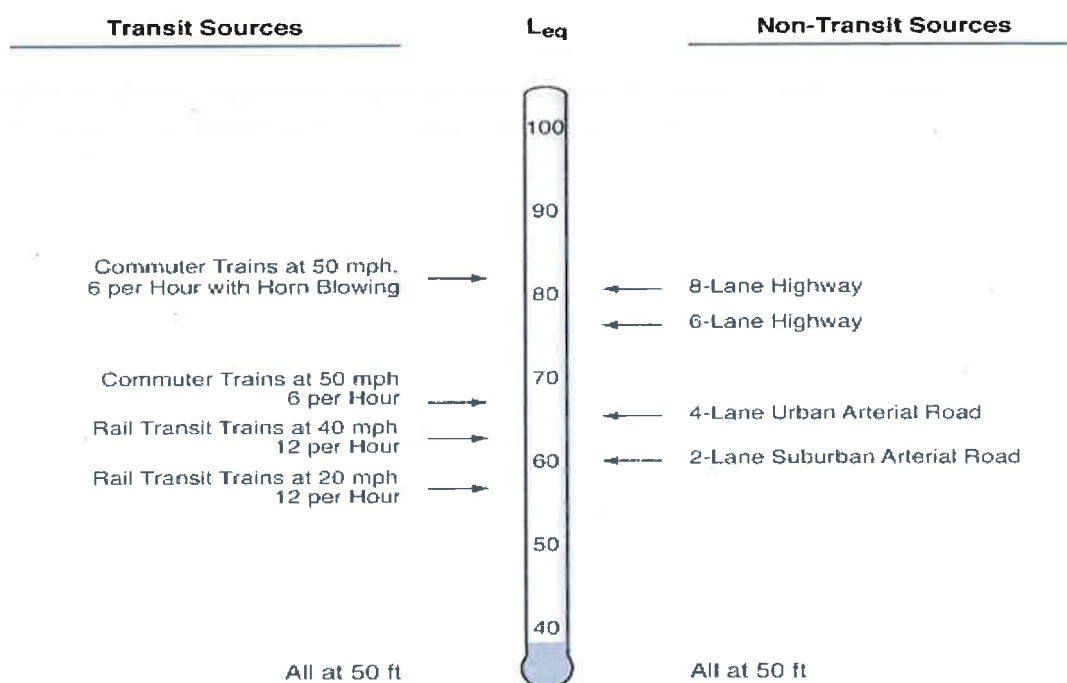 Transit Sources
Leq
Non-Transit Sources
100
90
Commuter Trains at 50 mph.
6 per Hour with Horn Blowing
80
8-Lane Highway
6-Lane Highway
70
Commuter Trains at 50 mph
6 per Hour
4-Lane Urban Arterial Road
Rail Transit Trains at 40 mph
12 per Hour
60
2-Lane Suburban Arterial Road
Rail Transit Trains at 20 mph
12 per Hour
50
40
All at 50 ft
All at 50 ft